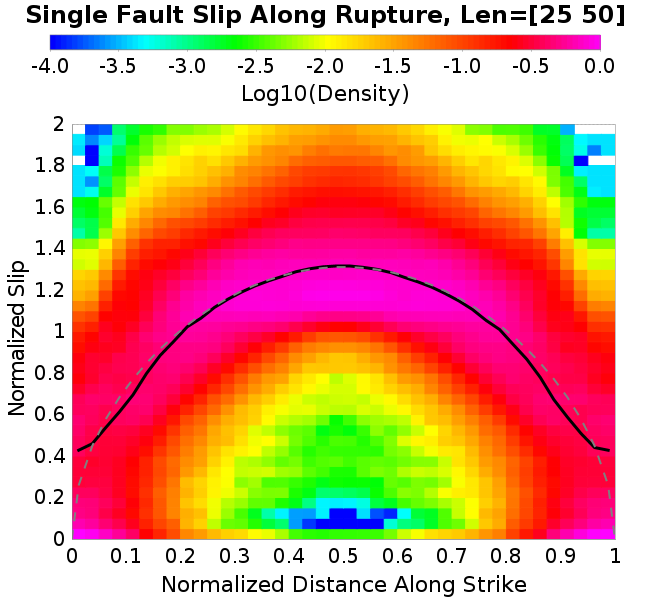 Single Fault Slip Along Rupture, Len=[25 50]
-4.0 -3.5 -3.0 -2.5 -2.0 -1.5 -1.0 -0.5 0.0
Log10(Density)
2
1.8
1.6
1.4
1.2
1
0.8
0.6
0.4
0.2
0
Normalized Slip
0 0.1 0.2 0.3 0.4 0.5 0.6 0.7 0.8 0.9 1
Normalized Distance Along Strike